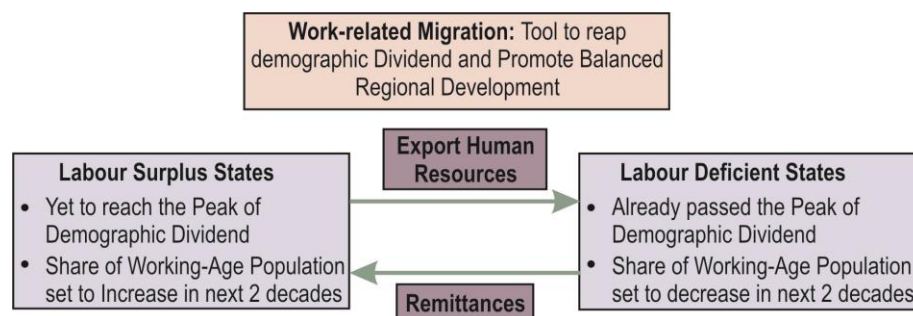 Work-related Migration: Tool to reap
demographic Dividend and Promote Balanced
Regional Development
Export Human
Resources
Labour Surplus States
• Yet to reach the Peak of
Demographic Dividend
• Share of Working-Age Population
set to Increase in next 2 decades
Labour Deficient States
• Already passed the Peak of
Demographic Dividend
• Share of Working-Age Population
set to decrease in next 2 decades
Remittances